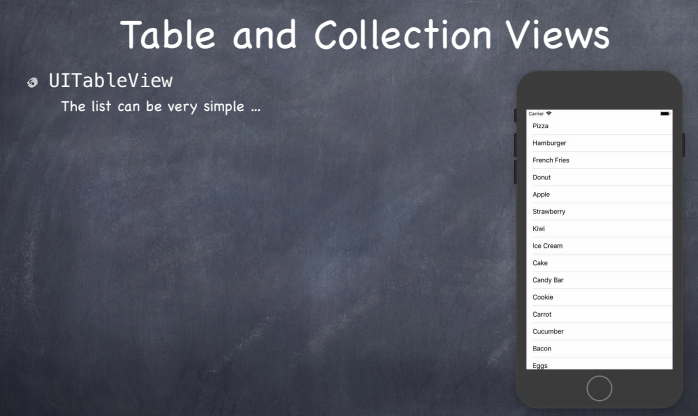 Table and Collection Views
UITableView
The list can be very simple ...
Carrier
Pizza
Hamburger
French Fries
Donut
Apple
Strawberry
Kiwi
Ice Cream
Cake
Candy Bar
Cookie
Carrot
Cucumber
Bacon
Eggs